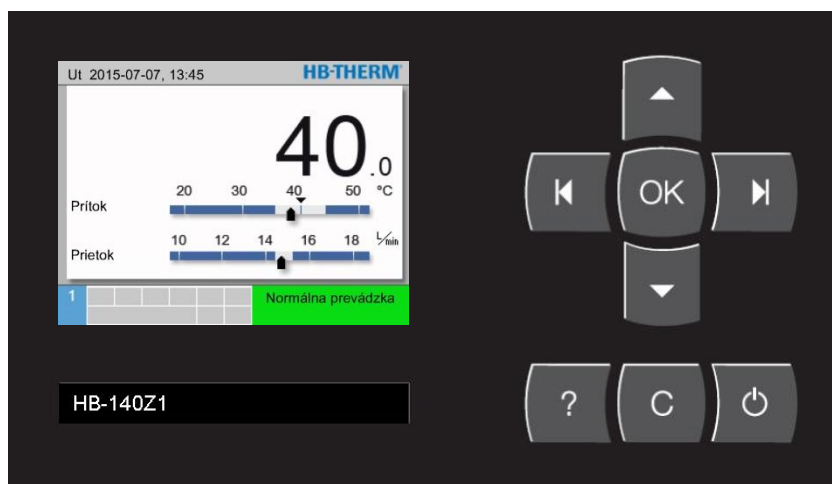 Ut 2015-07-07, 13:45 HB-THERM®
40.0
20 30 40 50 °C
Prítok
10 12 14 16 18 L/min
Prietok
1 Normálna prevádzka
HB-140Z1
OK
? C